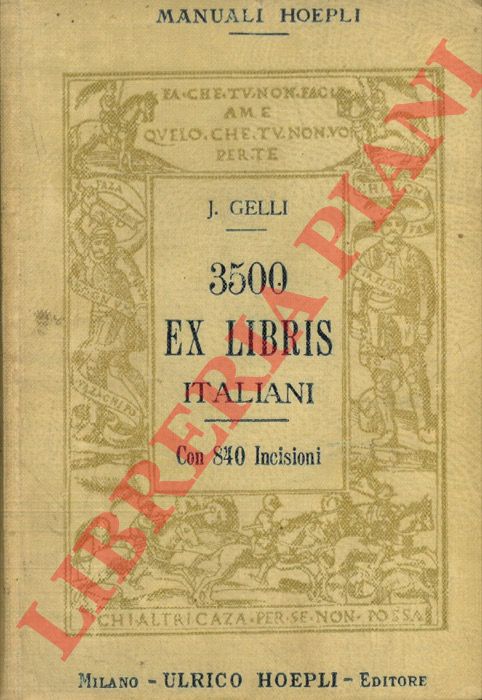 MANUALI HOEPLI
FA·CHE·TV·NON·FACI
AME
QVELO·CHE·TV·NON·VO
PER·TE
J. GELLI
3500
EX LIBRIS
ITALIANI
Con 840 Incisioni
CHI ALTRI CAZA·PER·SE·NON·POSSA
MILANO - ULRICO HOEPLI - EDITORE
LIBRERIA PIANI